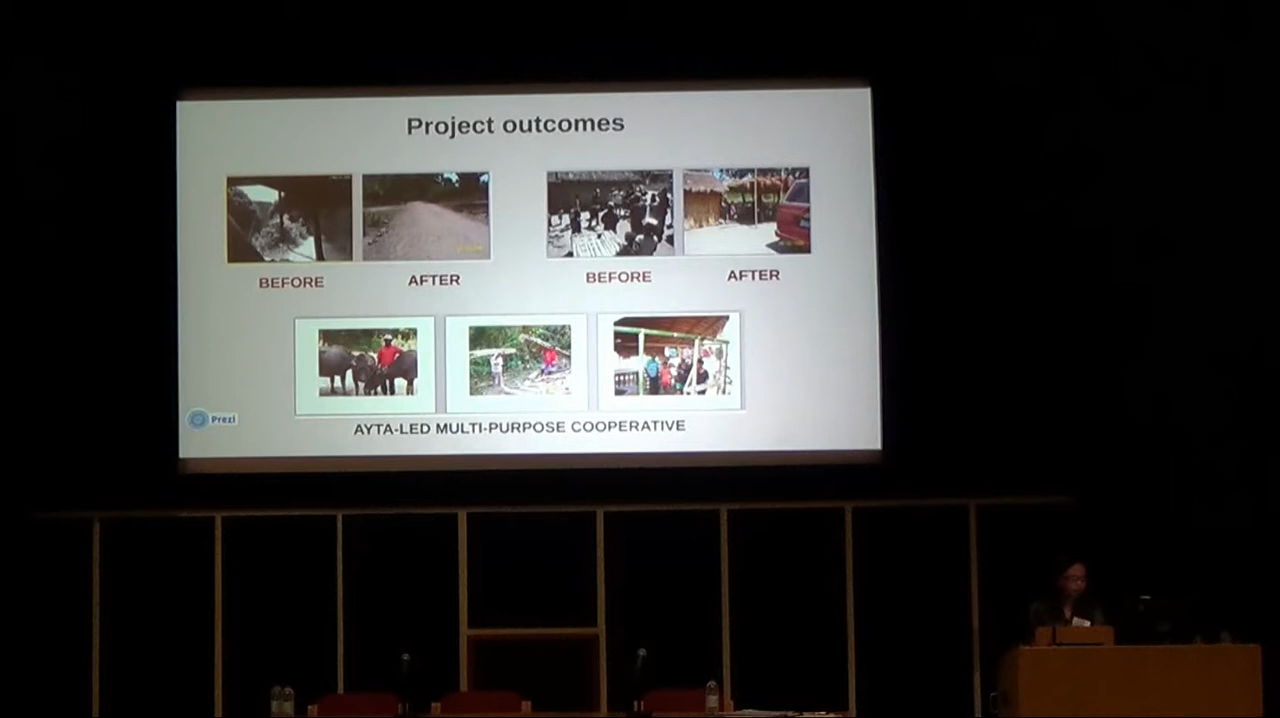 Project outcomes
BEFORE
AFTER
BEFORE
AFTER
Prezi
AYTA-LED MULTI-PURPOSE COOPERATIVE